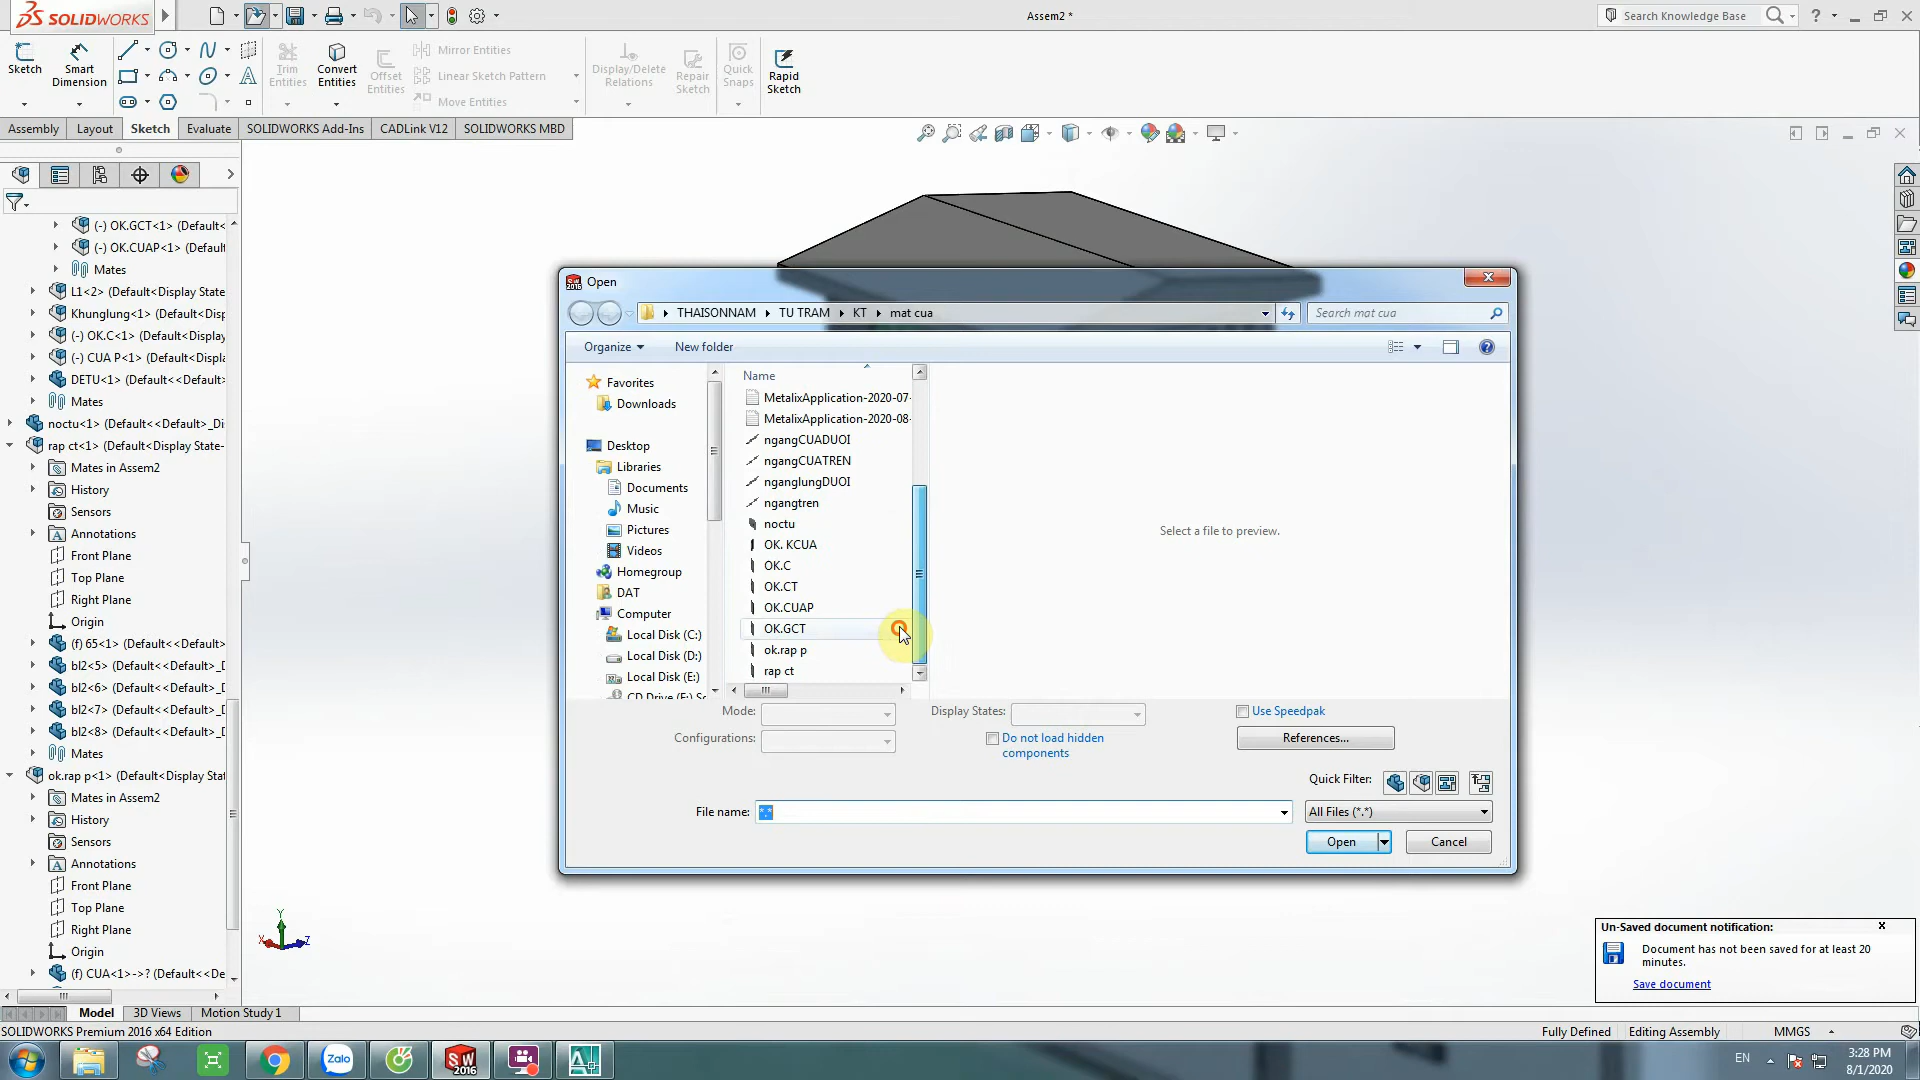 SOLIDWORKS
Assem2 *
Search Knowledge Base
Sketch
Smart Dimension
Trim Entities
Convert Entities
Offset Entities
Mirror Entities
Linear Sketch Pattern
Move Entities
Display/Delete Relations
Repair Sketch
Quick Snaps
Rapid Sketch
Assembly
Layout
Sketch
Evaluate
SOLIDWORKS Add-Ins
CADLink V12
SOLIDWORKS MBD
(-) OK.GCT<1> (Default<
(-) OK.CUAP<1> (Default
Mates
L1<2> (Default<Display State
Khunglung<1> (Default<Displ
(-) OK.C<1> (Default<Display
(-) CUA P<1> (Default<Displa
DETU<1> (Default<<Default>
Mates
noctu<1> (Default<<Default>_Di
rap ct<1> (Default<Display State-
Mates in Assem2
History
Sensors
Annotations
Front Plane
Top Plane
Right Plane
Origin
(f) 65<1> (Default<<Default>
bl2<5> (Default<<Default>_D
bl2<6> (Default<<Default>_D
bl2<7> (Default<<Default>_D
bl2<8> (Default<<Default>_D
Mates
ok.rap p<1> (Default<Display Stat
Mates in Assem2
History
Sensors
Annotations
Front Plane
Top Plane
Right Plane
Origin
(f) CUA<1>->? (Default<<De
Open
THAISONNAM
TU TRAM
KT
mat cua
Search mat cua
Organize
New folder
Favorites
Downloads
Desktop
Libraries
Documents
Music
Pictures
Videos
Homegroup
DAT
Computer
Local Disk (C:)
Local Disk (D:)
Local Disk (E:)
Name
MetalixApplication-2020-07-
MetalixApplication-2020-08-
ngangCUADUOI
ngangCUATREN
nganglungDUOI
ngangtren
noctu
OK. KCUA
OK.C
OK.CT
OK.CUAP
OK.GCT
ok.rap p
rap ct
Select a file to preview.
Mode:
Display States:
Use Speedpak
Configurations:
Do not load hidden components
References...
Quick Filter:
File name:
*.*
All Files (*.*)
Open
Cancel
Un-Saved document notification:
Document has not been saved for at least 20
minutes.
Save document
Model
3D Views
Motion Study 1
SOLIDWORKS Premium 2016 x64 Edition
Fully Defined
Editing Assembly
MMGS
Zalo
SW
2016
EN
3:28 PM
8/1/2020